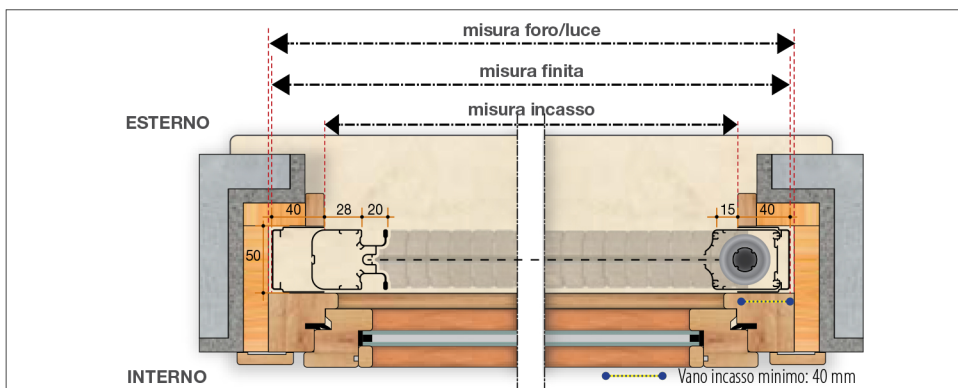 misura foro/luce
misura finita
misura incasso
ESTERNO
40 28 20 15 40
50
INTERNO
Vano incasso minimo: 40 mm